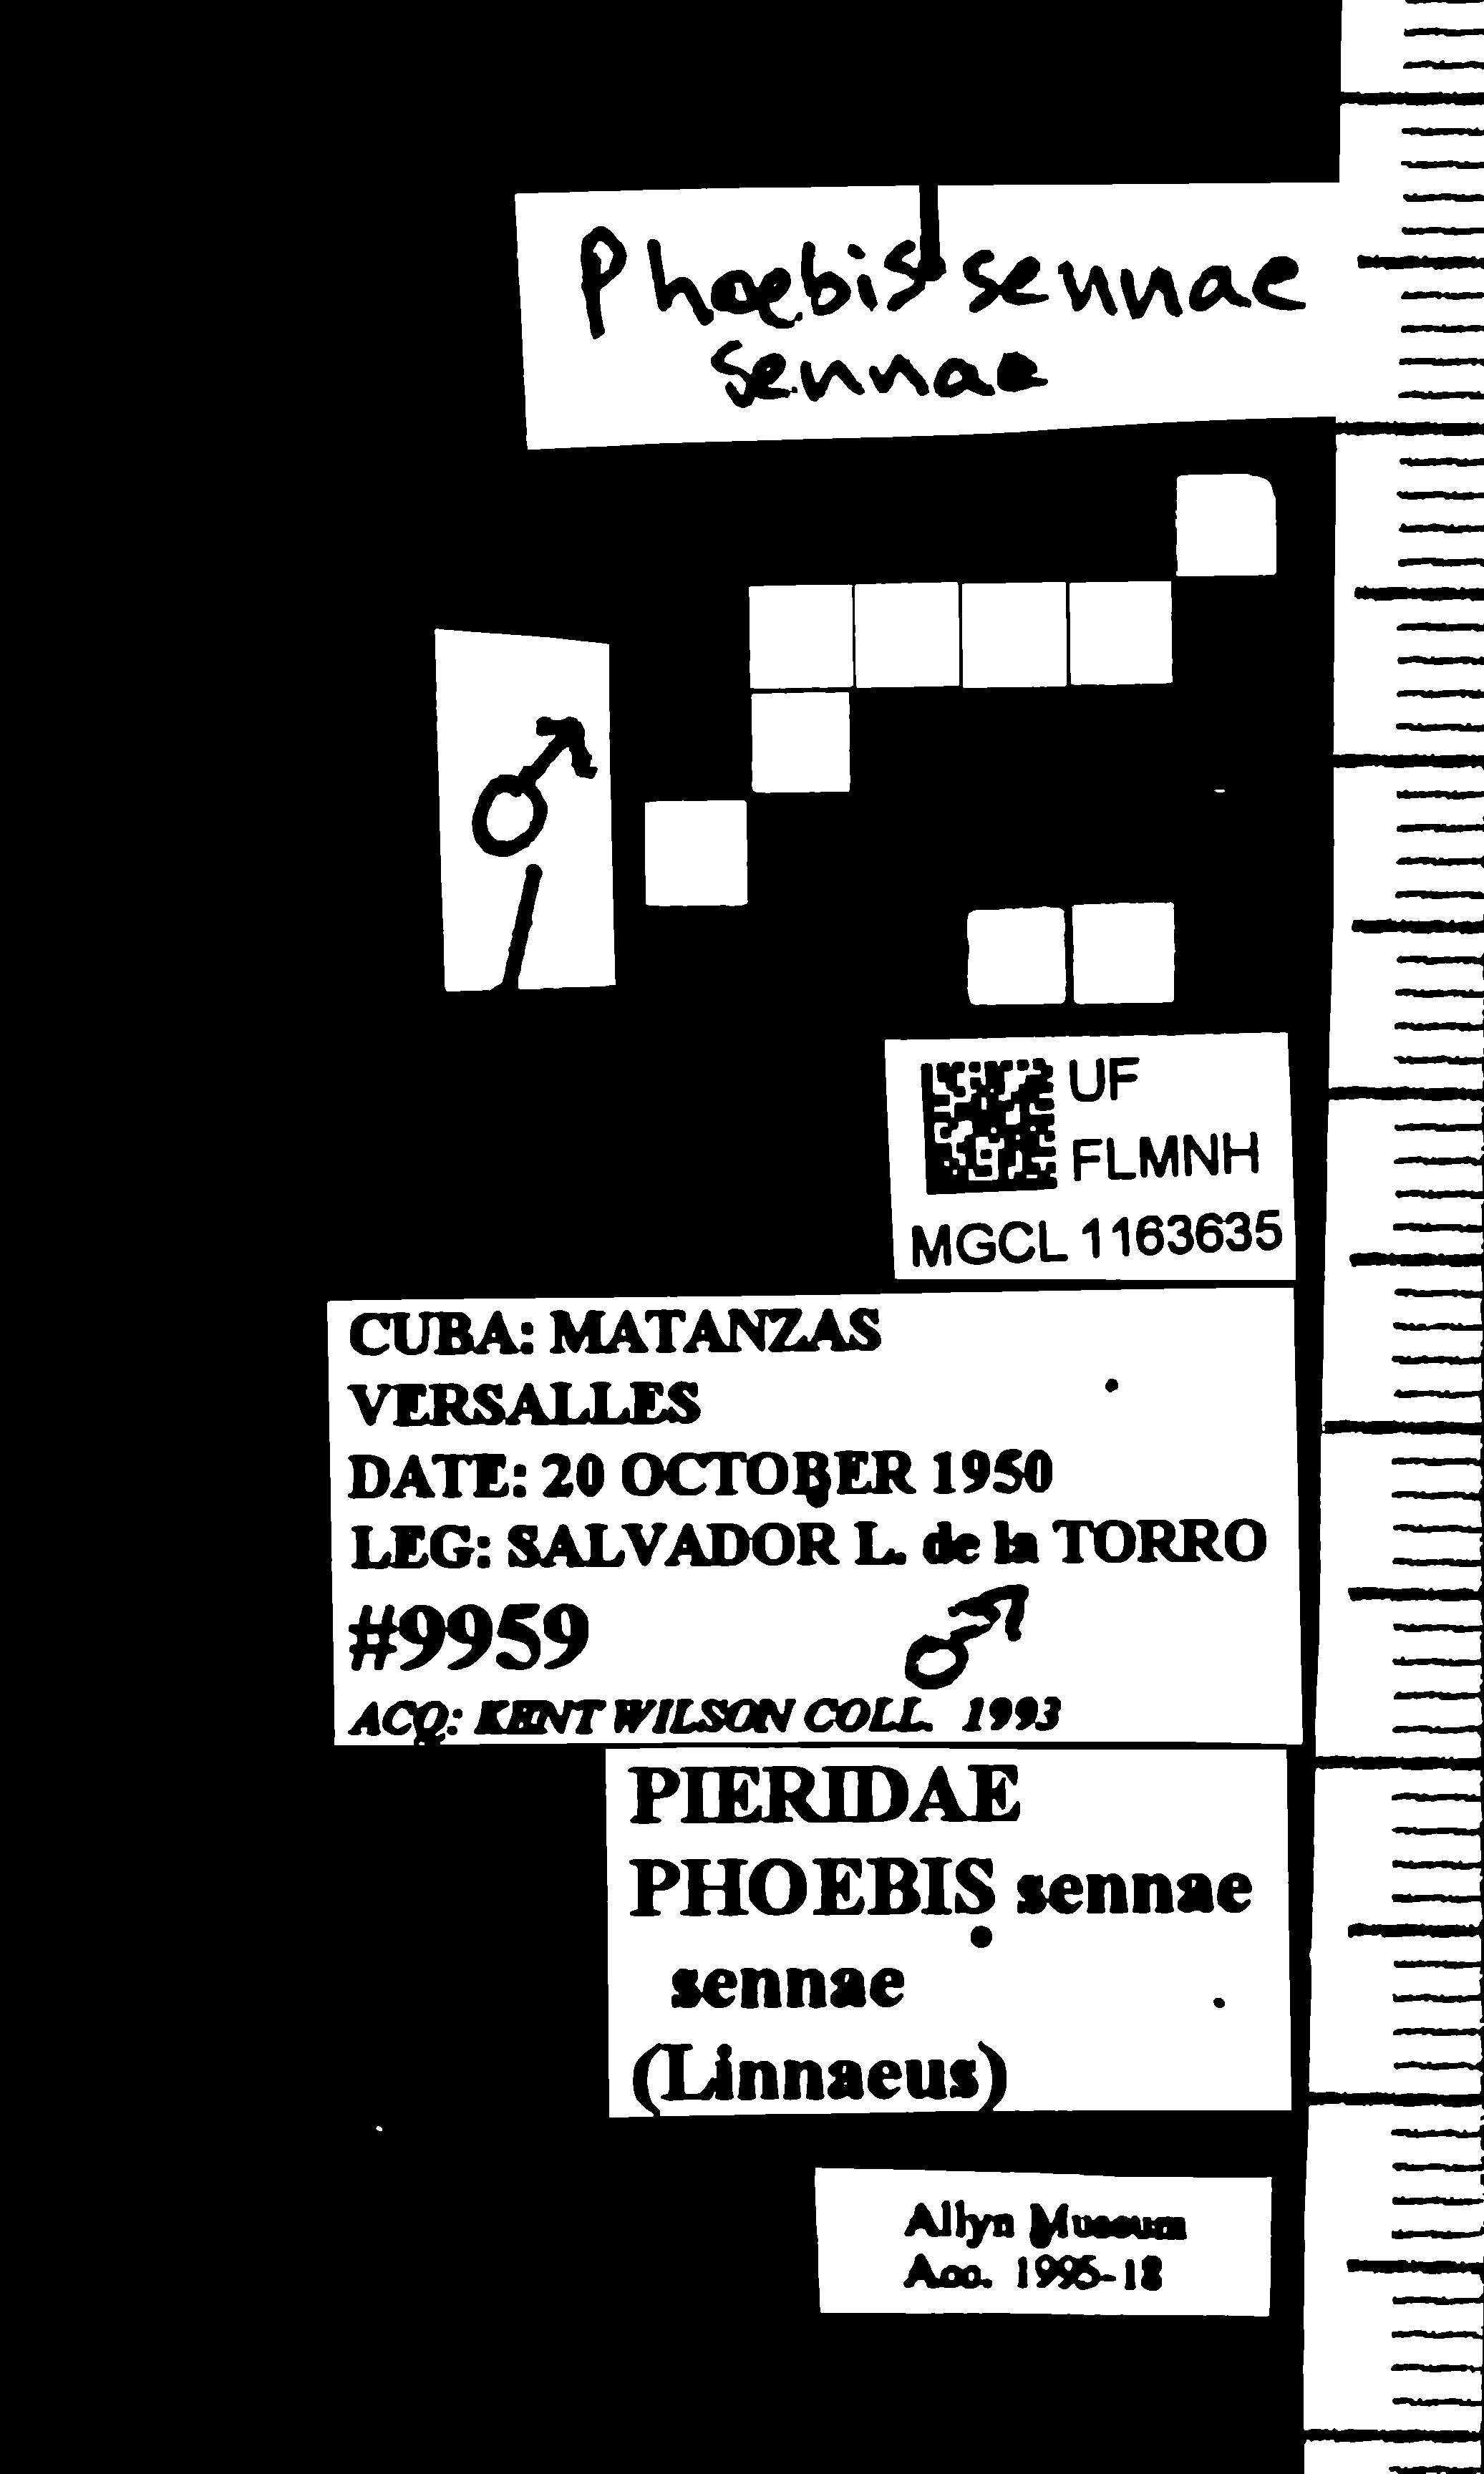 Phoebis sennae
sennae
♂
UF
FLMNH
MGCL 1163635
CUBA: MATANZAS
VERSALLES
DATE: 20 OCTOBER 1950
LEG: SALVADOR L. de la TORRO
#9959 ♂
ACQ: KENT WILSON COLL. 1993
PIERIDAE
PHOEBIS sennae
sennae
(Linnaeus)
Allyn Museum
Acc. 1995-18